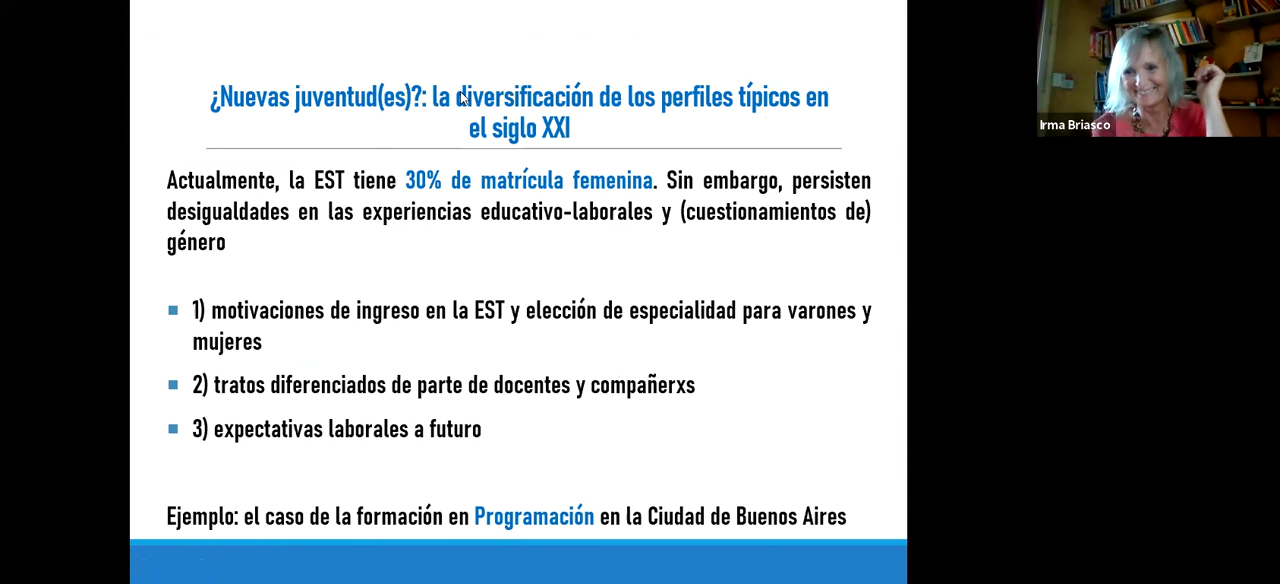 ¿Nuevas juventud(es)?: la diversificación de los perfiles típicos en
el siglo XXI
Actualmente, la EST tiene 30% de matrícula femenina. Sin embargo, persisten
desigualdades en las experiencias educativo-laborales y (cuestionamientos de)
género
1) motivaciones de ingreso en la EST y elección de especialidad para varones y
mujeres
2) tratos diferenciados de parte de docentes y compañerxs
3) expectativas laborales a futuro
Ejemplo: el caso de la formación en Programación en la Ciudad de Buenos Aires
Irma Briasco